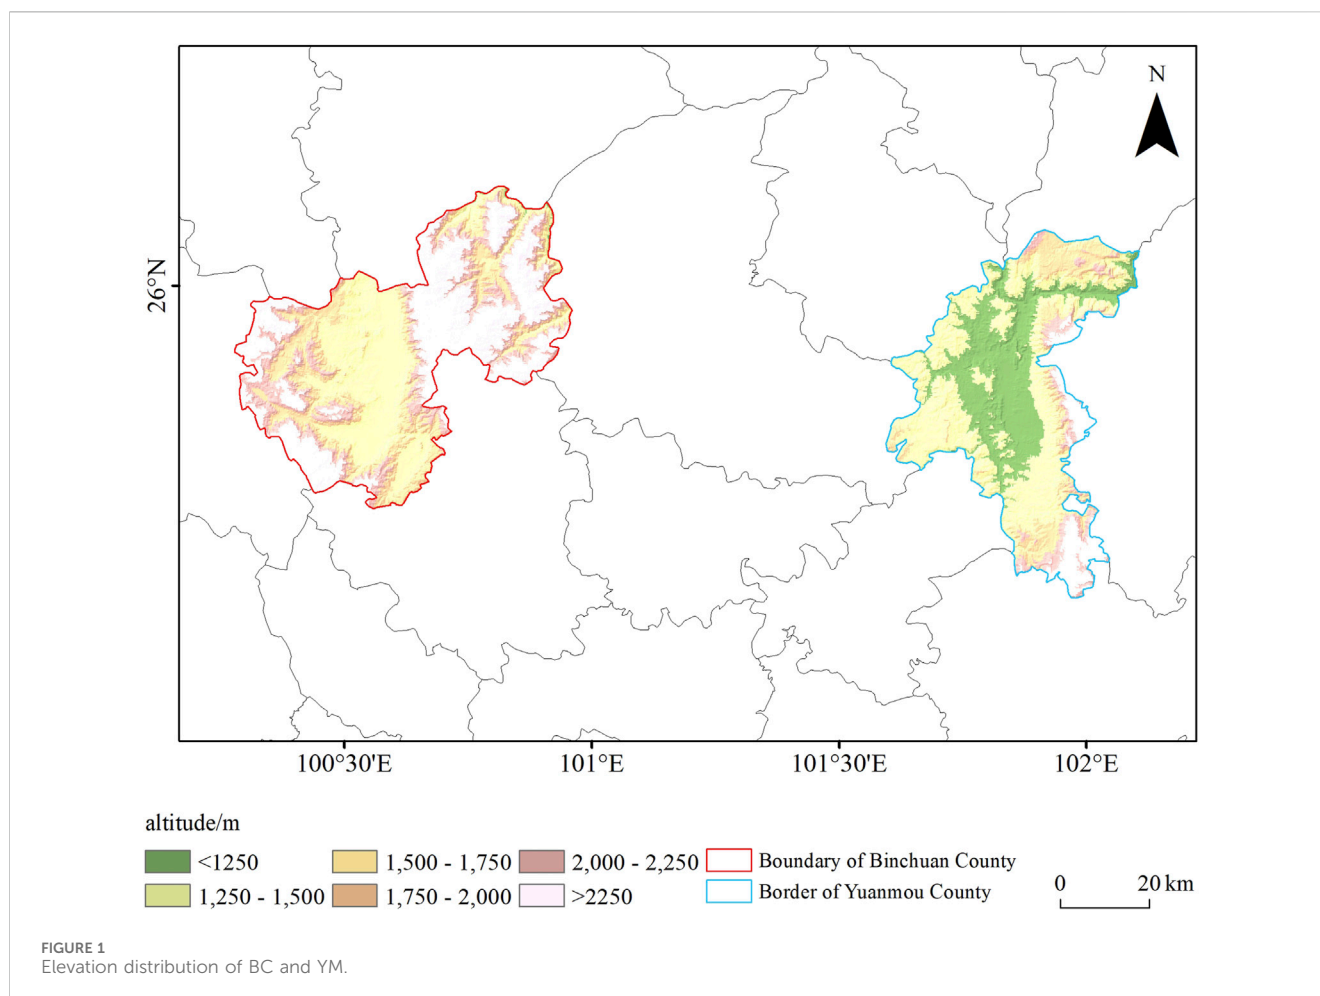 N
26°N
100°30'E
101°E
101°30'E
102°E
altitude/m
<1250
1,500 - 1,750
2,000 - 2,250
Boundary of Binchuan County
1,250 - 1,500
1,750 - 2,000
>2250
Border of Yuanmou County
0
20 km
FIGURE 1
Elevation distribution of BC and YM.